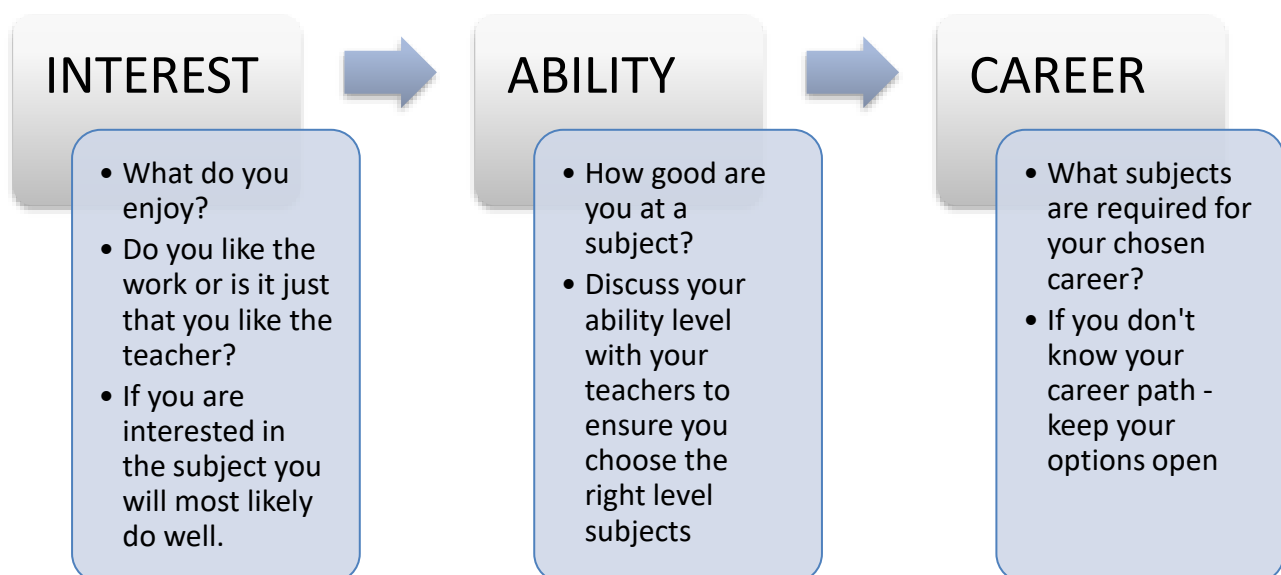 INTEREST
• What do you
enjoy?
• Do you like the
work or is it just
that you like the
teacher?
• If you are
interested in
the subject you
will most likely
do well.
ABILITY
• How good are
you at a
subject?
• Discuss your
ability level
with your
teachers to
ensure you
choose the
right level
subjects
CAREER
• What subjects
are required for
your chosen
career?
• If you don't
know your
career path -
keep your
options open